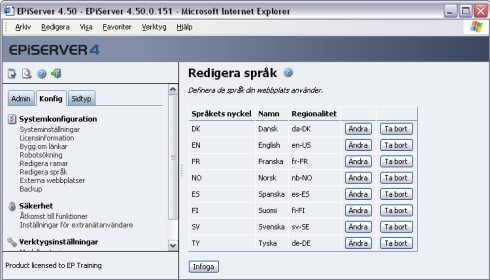 EPiServer 4.50 - EPiServer 4.50.0.151 - Microsoft Internet Explorer
Arkiv Redigera Visa Favoriter Verktyg Hjälp
EPiSERVER 4
Admin Konfig Sidtyp
Systemkonfiguration
Systeminställningar
Licensinformation
Bygg om länkar
Robotsökning
Redigera ramar
Redigera språk
Externa webbplatser
Backup
Säkerhet
Åtkomst till funktioner
Inställningar för extranätanvändare
Verktygsinställningar
Product licensed to EP Training
Redigera språk
Definera de språk din webbplats använder.
Språkets nyckel Namn Regionalitet
DK Dansk da-DK Ändra Ta bort
EN English en-US Ändra Ta bort
FR Franska fr-FR Ändra Ta bort
NO Norsk nb-NO Ändra Ta bort
ES Spanska es-ES Ändra Ta bort
FI Suomi fi-FI Ändra Ta bort
SV Svenska sv-SE Ändra Ta bort
TY Tyska de-DE Ändra Ta bort
Infoga